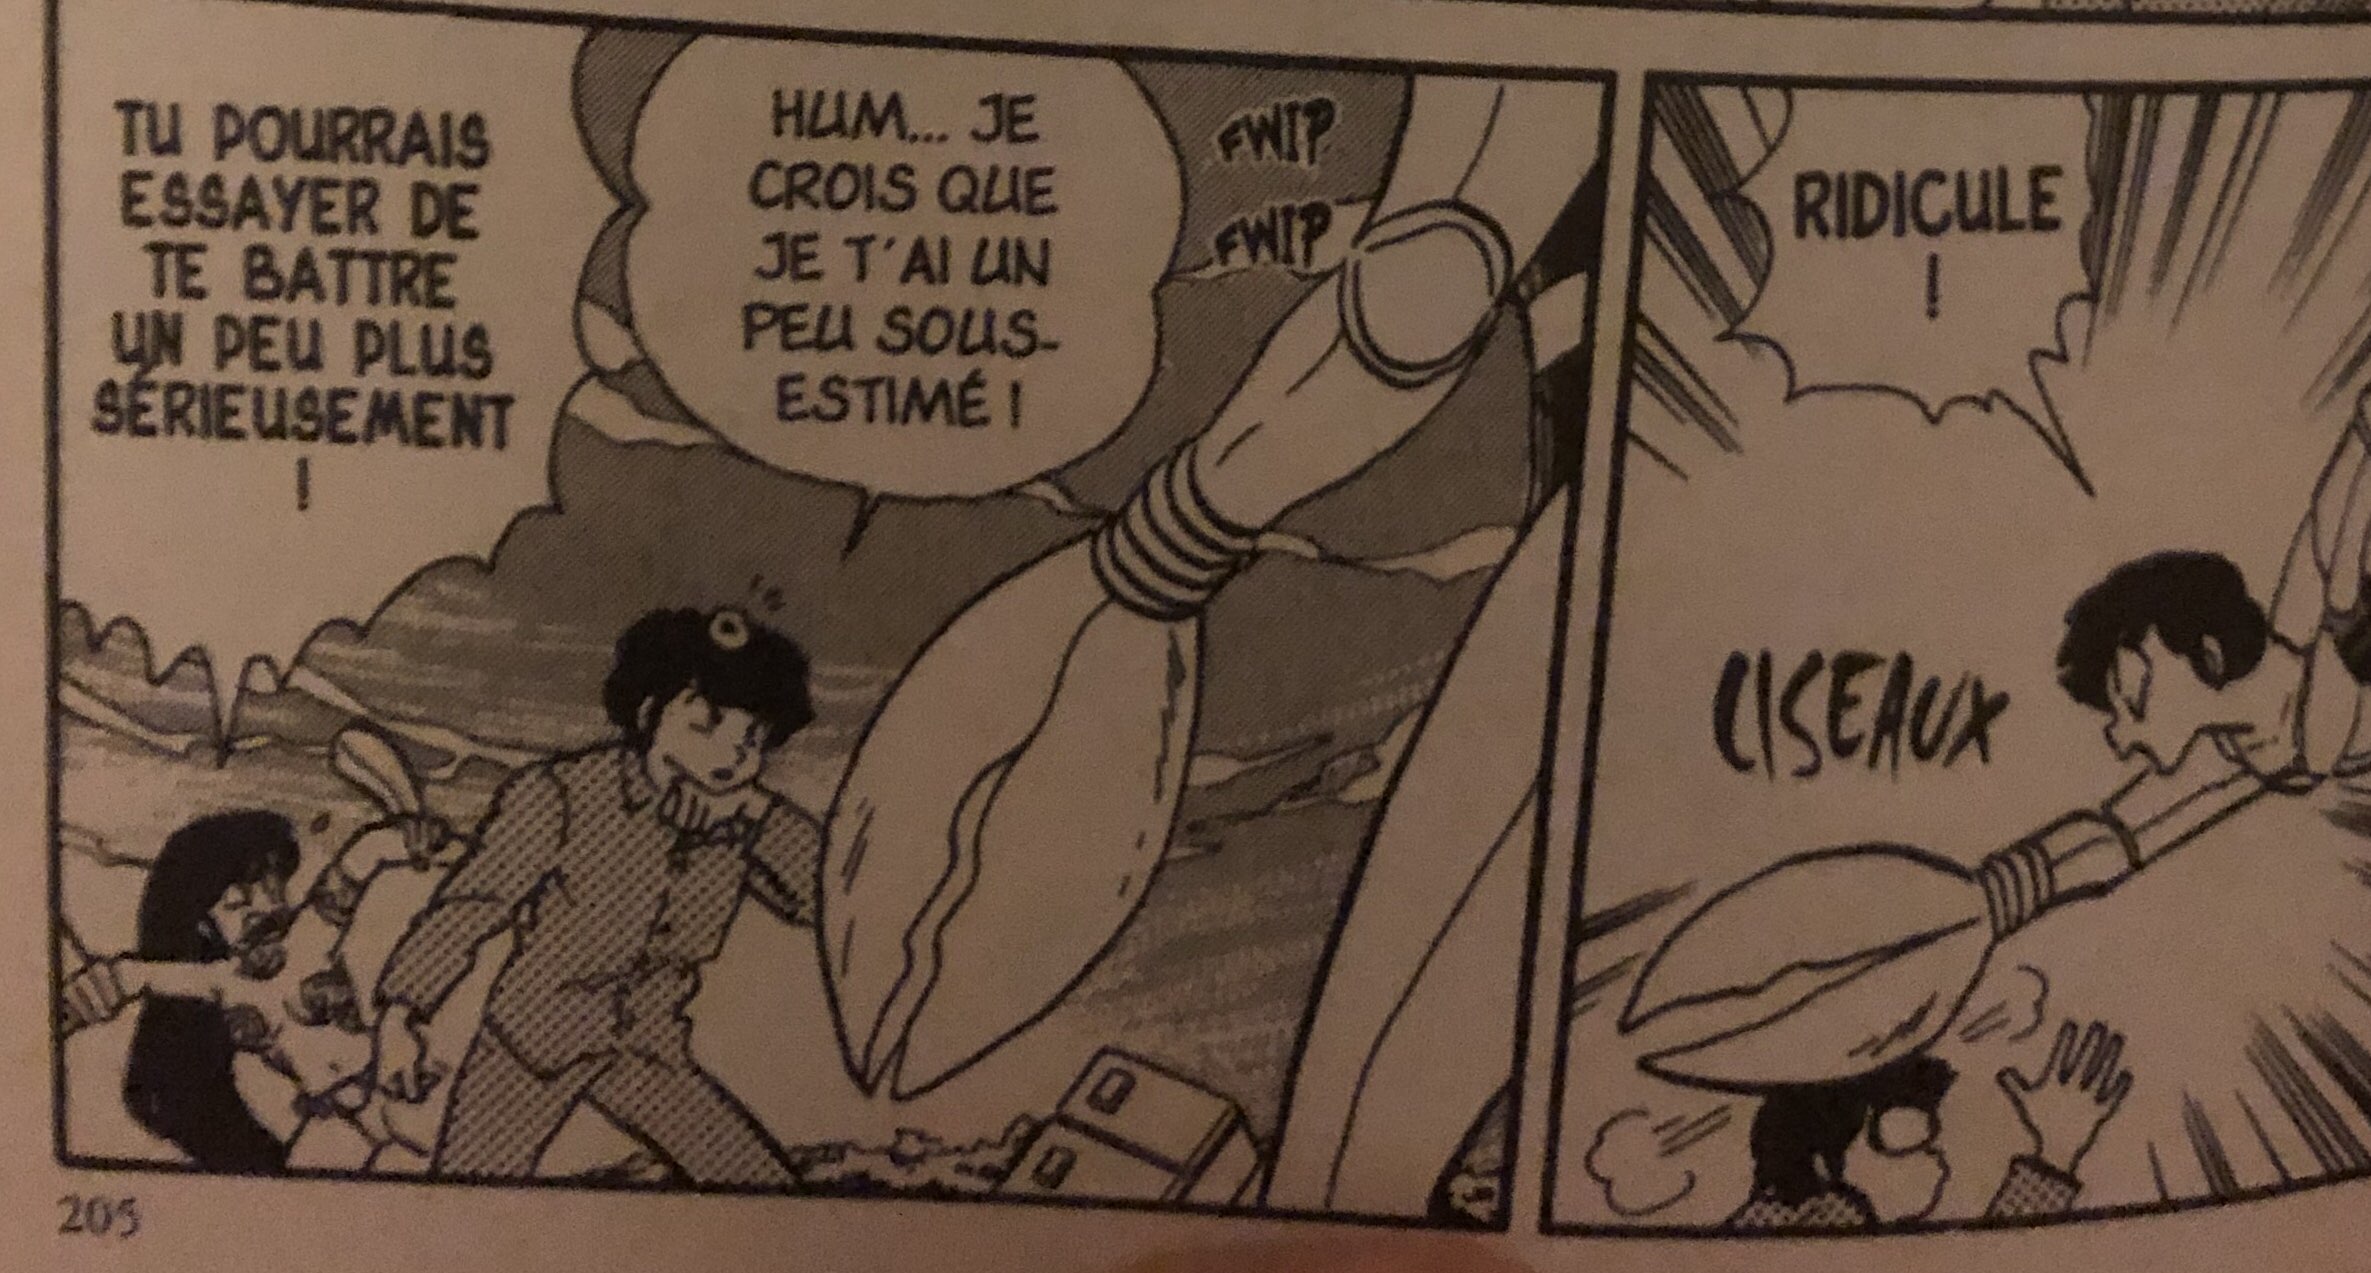 RIDICULE
!
CISEAUX
FWIP
FWIP
HUM... JE
CROIS QUE
JE T'AI UN
PEU SOUS-
ESTIMÉ !
TU POURRAIS
ESSAYER DE
TE BATTRE
UN PEU PLUS
SÉRIEUSEMENT
!
205